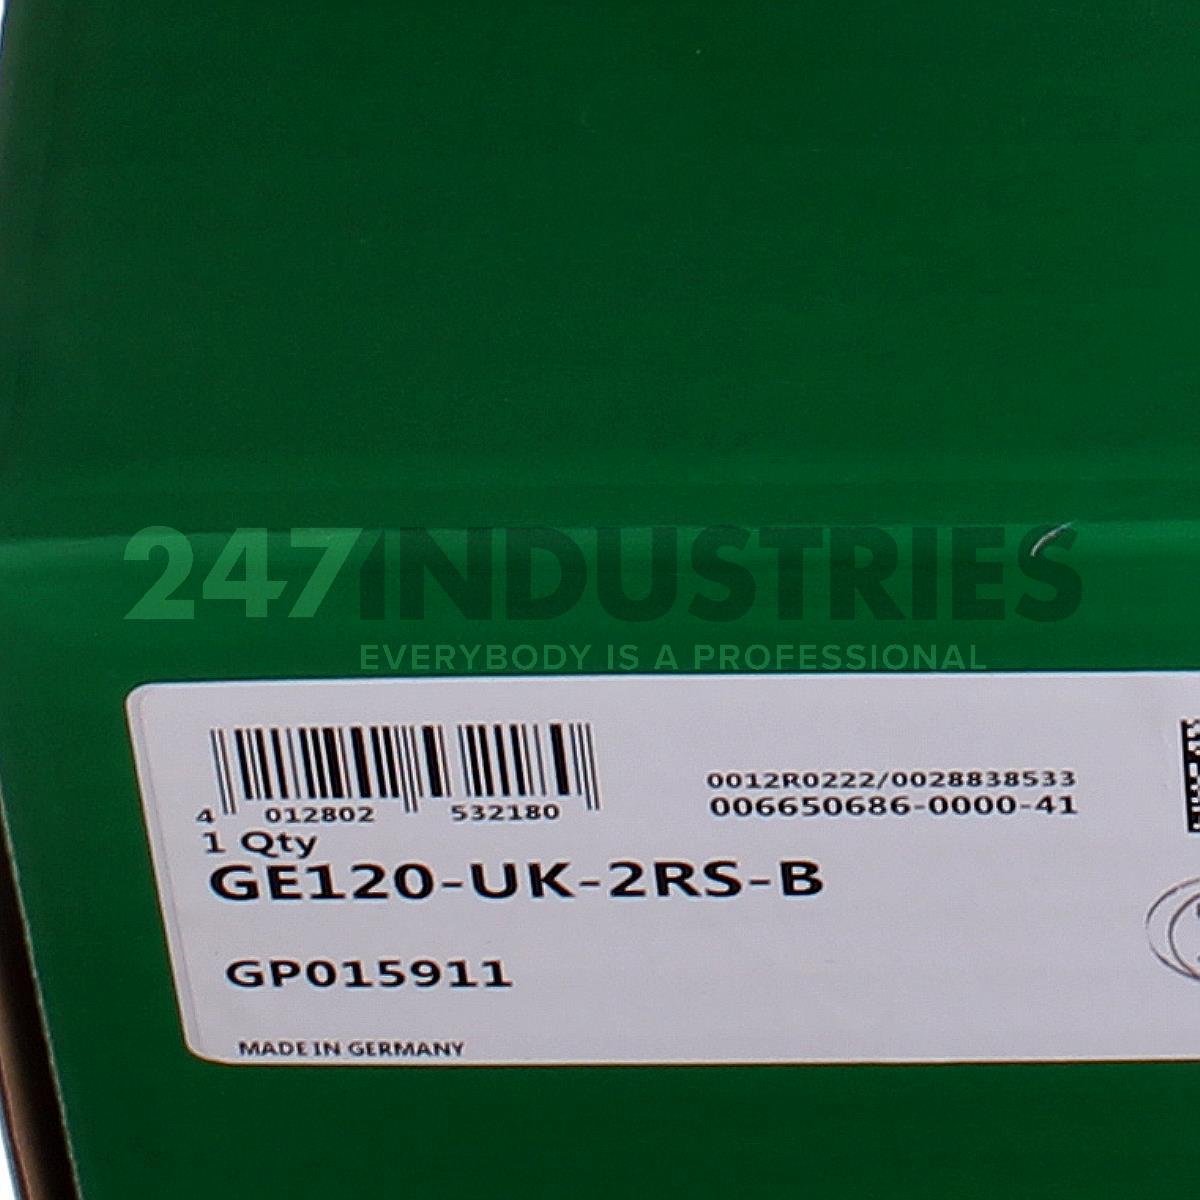 247INDUSTRIES
EVERYBODY IS A PROFESSIONAL
4 012802 532180
0012R0222/0028838533
006650686-0000-41
1 Qty
GE120-UK-2RS-B
GP015911
MADE IN GERMANY